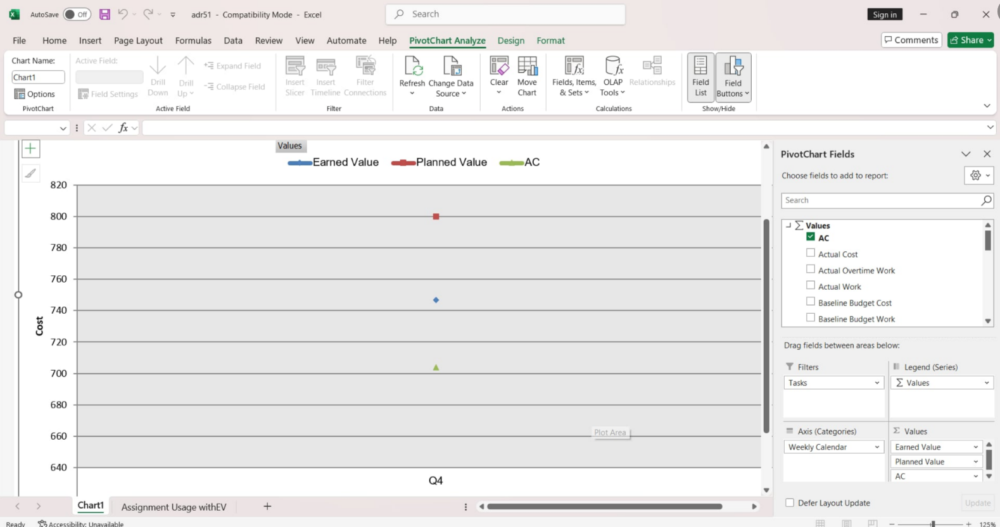 AutoSave Off adr51 - Compatibility Mode - Excel Search Sign in
File Home Insert Page Layout Formulas Data Review View Automate Help PivotChart Analyze Design Format Comments Share
Chart Name:
Chart1
Options
PivotChart
Active Field:
Field Settings
Drill Down
Drill Up
Expand Field
Collapse Field
Active Field
Insert Slicer
Insert Timeline
Filter Connections
Filter
Refresh
Change Data Source
Data
Clear
Move Chart
Actions
Fields, Items, & Sets
OLAP Tools
Relationships
Calculations
Field List
Field Buttons
Show/Hide
fx
Values
Earned Value Planned Value AC
820
800
780
760
740
720
700
680
660
640
Cost
Plot Area
Q4
PivotChart Fields
Choose fields to add to report:
Search
Σ Values
AC
Actual Cost
Actual Overtime Work
Actual Work
Baseline Budget Cost
Baseline Budget Work
Drag fields between areas below:
Filters
Tasks
Legend (Series)
Σ Values
Axis (Categories)
Weekly Calendar
Σ Values
Earned Value
Planned Value
AC
Defer Layout Update Update
Chart1 Assignment Usage withEV
Ready Accessibility: Unavailable 125%